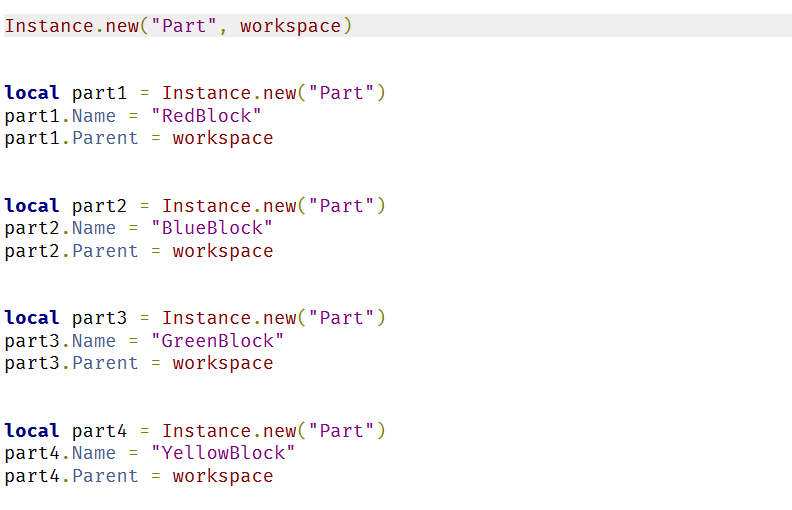 Instance.new("Part", workspace)
local part1 = Instance.new("Part")
part1.Name = "RedBlock"
part1.Parent = workspace
local part2 = Instance.new("Part")
part2.Name = "BlueBlock"
part2.Parent = workspace
local part3 = Instance.new("Part")
part3.Name = "GreenBlock"
part3.Parent = workspace
local part4 = Instance.new("Part")
part4.Name = "YellowBlock"
part4.Parent = workspace